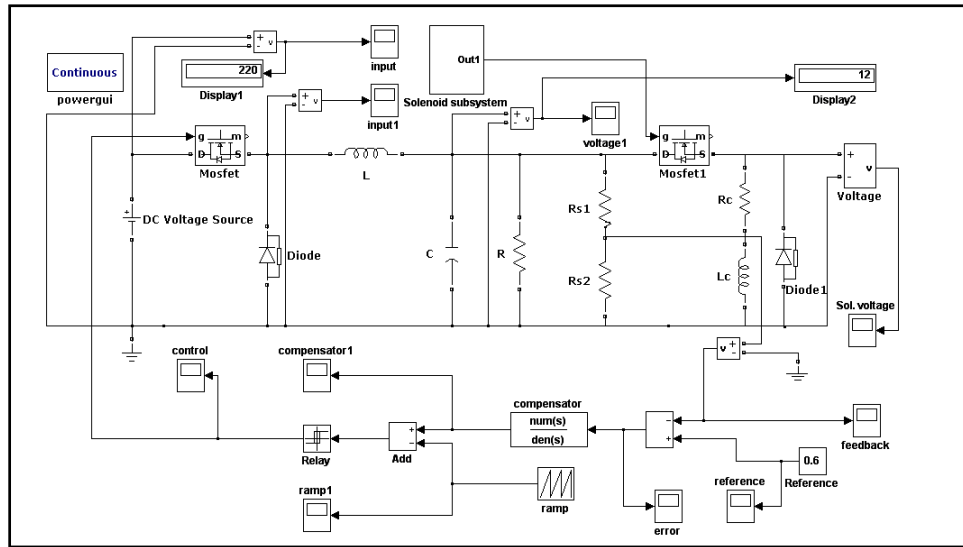 Continuous
powergui
+
-
v
input
220
Display1
+
-
v
input1
Out1
Solenoid subsystem
+
-
v
voltage1
12
Display2
g
m
D
S
Mosfet
L
g
m
D
S
Mosfet1
+
-
v
Voltage
+
DC Voltage Source
Diode
C
R
Rs1
Rs2
Rc
Lc
Diode1
Sol. voltage
control
compensator1
v
+
-
compensator
num(s)
den(s)
-
+
feedback
Relay
+
-
Add
0.6
Reference
ramp1
ramp
error
reference